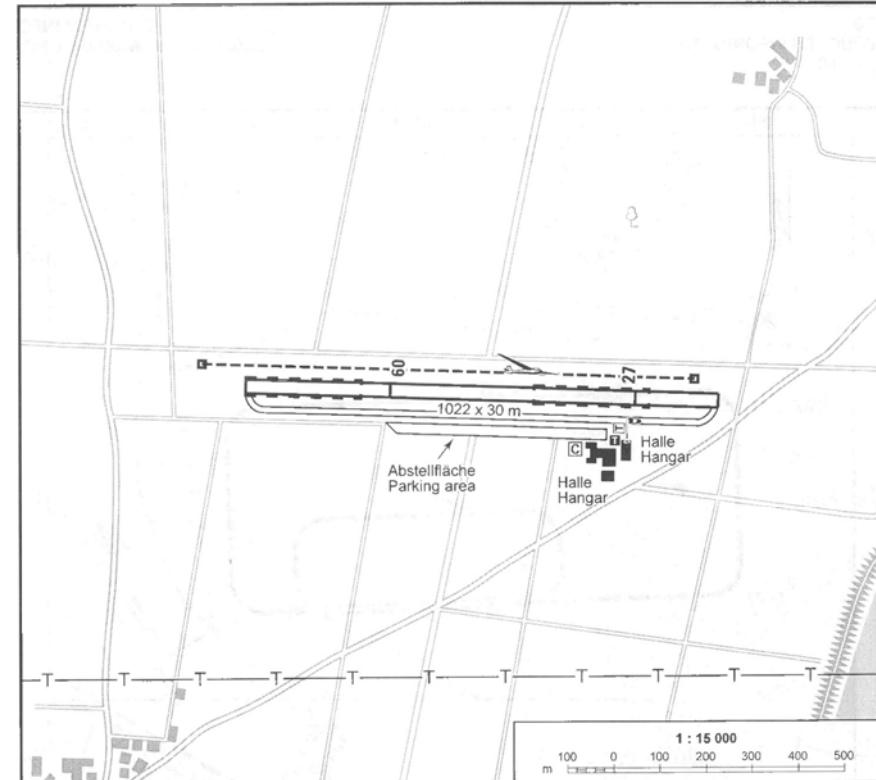 09
27
1022 x 30 m
T
T
C
Halle
Hangar
Abstellfläche
Parking area
Halle
Hangar
T T T T T T T T T T T
1 : 15 000
m 100 0 100 200 300 400 500